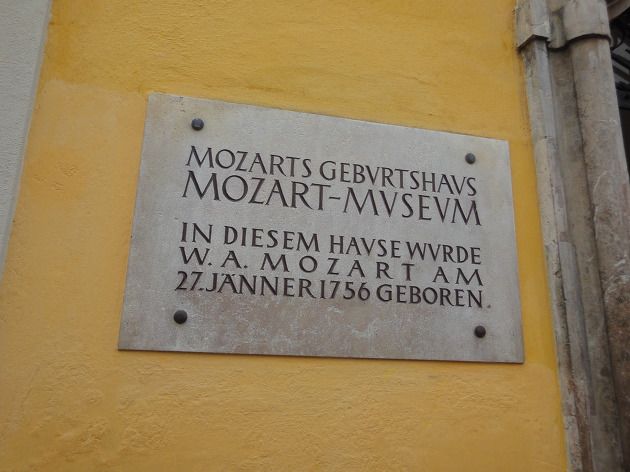 MOZARTS GEBVRTSHAVS
MOZART-MVSEVM
IN DIESEM HAVSE WVRDE
W. A. MOZART AM
27. JÄNNER 1756 GEBOREN.